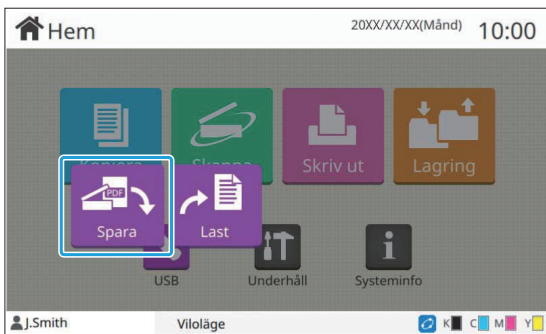 Hem
20XX/XX/XX(Månd) 10:00
Kopiera Skanna Skriv ut Lagring
PDF
Spara Last
USB Underhåll Systeminfo
J.Smith Viloläge K C M Y